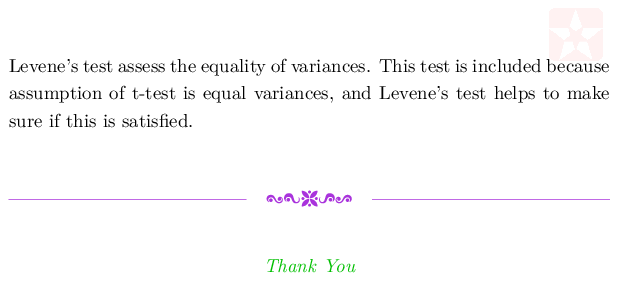 Levene's test assess the equality of variances. This test is included because
assumption of t-test is equal variances, and Levene's test helps to make
sure if this is satisfied.
Thank You